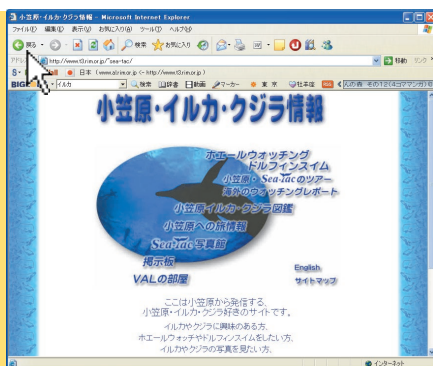 小笠原・イルカ・クジラ情報 - Microsoft Internet Explorer
ファイル(F) 編集(E) 表示(V) お気に入り(A) ツール(T) ヘルプ(H)
戻る 検索 お気に入り
http://www.t3.rim.or.jp/~sea-tac/ 移動 リンク
日本 (www.t3.rim.or.jp (- http://www.t3.rim.or.jp)
BIG イルカ 検索 辞書 動画 マーカー 東 京
小笠原・イルカ・クジラ情報
ホエールウォッチング
ドルフィンスイム
小笠原・Sea-Tacのツアー
海外のウォッチングレポート
小笠原イルカ・クジラ図鑑
小笠原への旅情報
Sea-Tac写真館
掲示板
VALの部屋
English
サイトマップ
ここは小笠原から発信する、
小笠原・イルカ・クジラ好きのサイトです。
イルカやクジラに興味のある方、
ホエールウォッチやドルフィンスイムをしたい方、
イルカやクジラの写真を見たい方、
インターネット